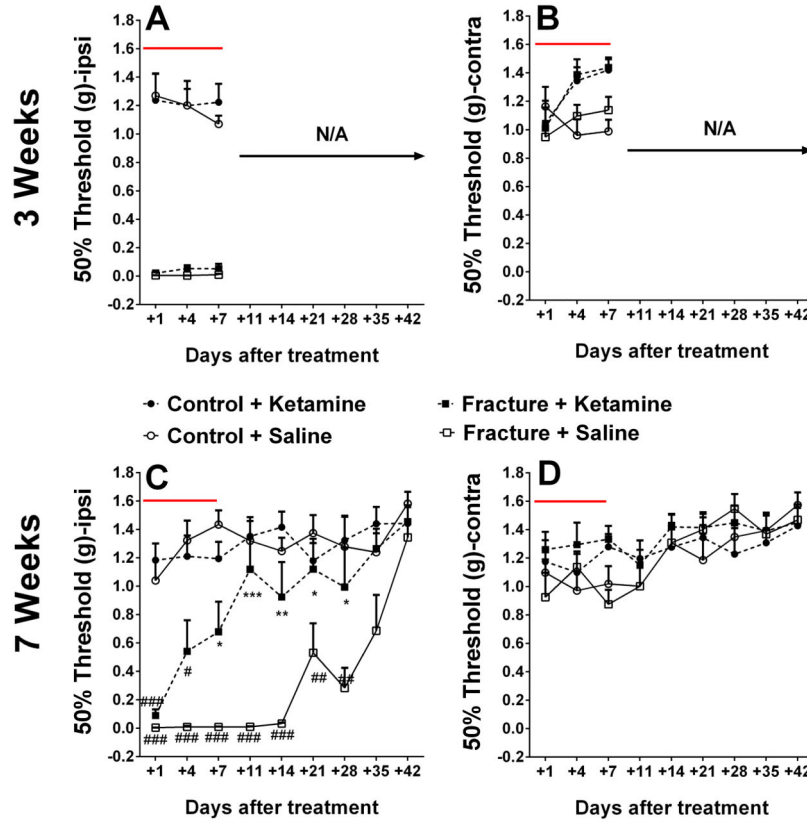 3 Weeks
A
50% Threshold (g)-ipsi
1.8
1.6
1.4
1.2
1.0
0.8
0.6
0.4
0.2
0.0
-0.2
N/A
+1 +4 +7 +11 +14 +21 +28 +35 +42
Days after treatment
B
50% Threshold (g)-contra
1.8
1.6
1.4
1.2
1.0
0.8
0.6
0.4
0.2
0.0
-0.2
N/A
+1 +4 +7 +11 +14 +21 +28 +35 +42
Days after treatment
Control + Ketamine
Fracture + Ketamine
Control + Saline
Fracture + Saline
7 Weeks
C
50% Threshold (g)-ipsi
1.8
1.6
1.4
1.2
1.0
0.8
0.6
0.4
0.2
0.0
-0.2
***
**
*
*
*
#
###
##
##
### ### ### ### ###
+1 +4 +7 +11 +14 +21 +28 +35 +42
Days after treatment
D
50% Threshold (g)-contra
1.8
1.6
1.4
1.2
1.0
0.8
0.6
0.4
0.2
0.0
-0.2
+1 +4 +7 +11 +14 +21 +28 +35 +42
Days after treatment